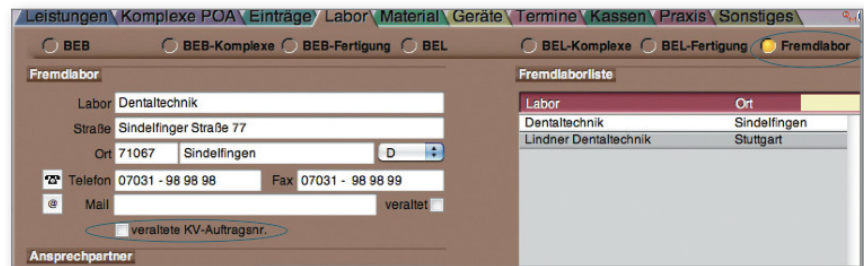 Leistungen Komplexe POA Einträge Labor Material Geräte Termine Kassen Praxis Sonstiges
BEB BEB-Komplexe BEB-Fertigung BEL BEL-Komplexe BEL-Fertigung Fremdlabor
Fremdlabor
Labor Dentaltechnik
Straße Sindelfinger Straße 77
Ort 71067 Sindelfingen D
Telefon 07031 - 98 98 98 Fax 07031 - 98 98 99
@ Mail veraltet
veraltete KV-Auftragsnr.
Ansprechpartner
Fremdlaborliste
Labor Ort
Dentaltechnik Sindelfingen
Lindner Dentaltechnik Stuttgart